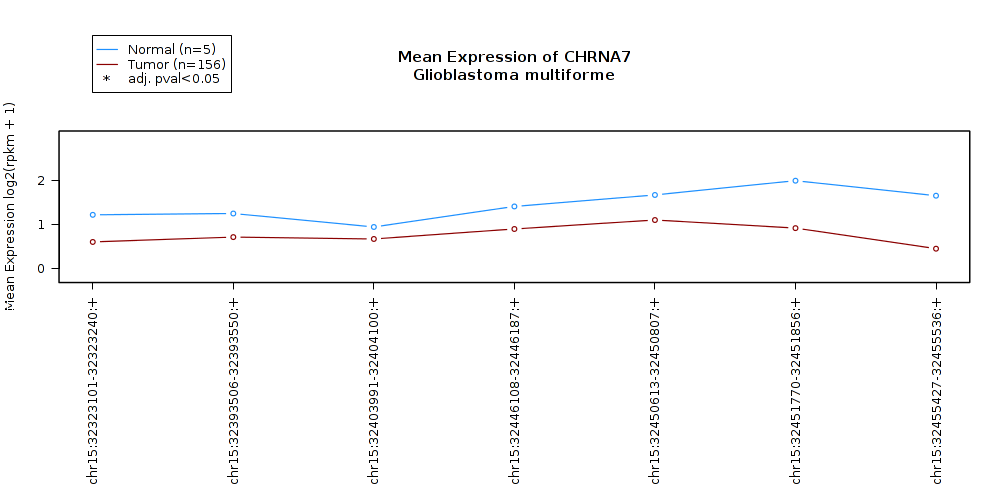 Normal (n=5)
Tumor (n=156)
* adj. pval<0.05
Mean Expression of CHRNA7
Glioblastoma multiforme
Mean Expression log2(rpkm + 1)
2
1
0
chr15:32323101-32323240:+
chr15:32393506-32393550:+
chr15:32403991-32404100:+
chr15:32446108-32446187:+
chr15:32450613-32450807:+
chr15:32451770-32451856:+
chr15:32455427-32455536:+